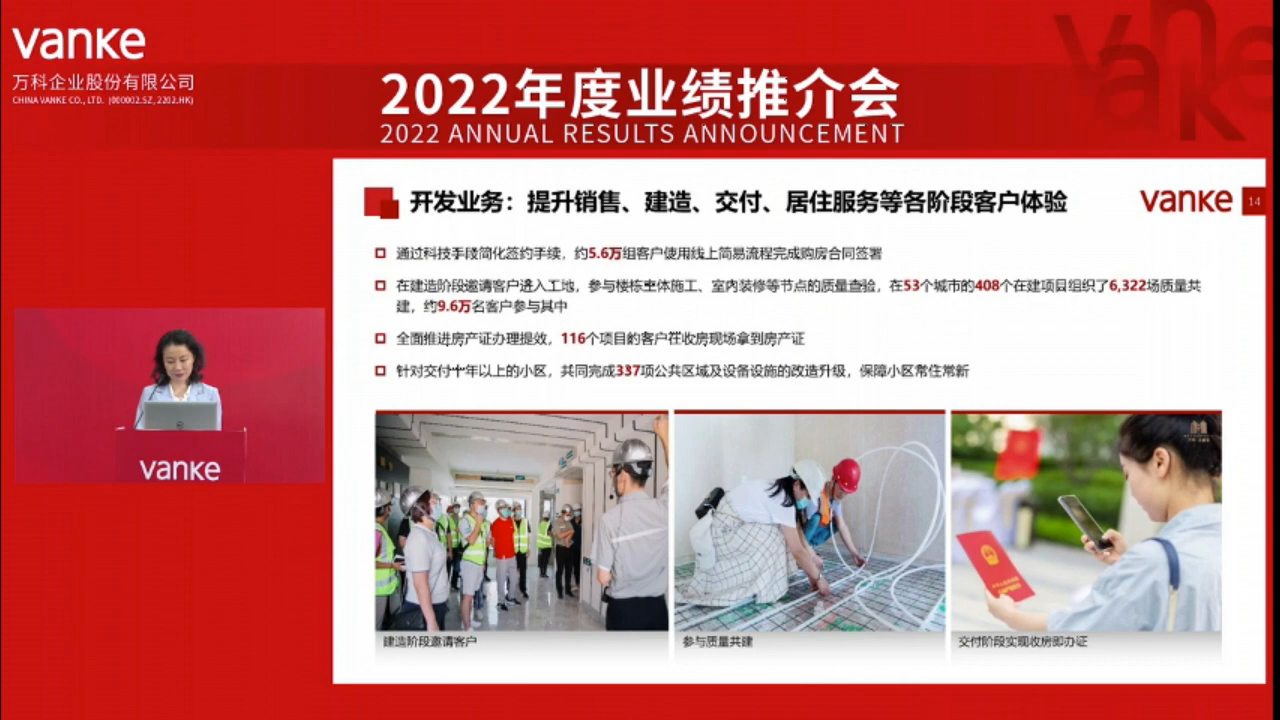 vanke
万科企业股份有限公司
CHINA VANKE CO., LTD. (000002.SZ, 2202.HK)
2022年度业绩推介会
2022 ANNUAL RESULTS ANNOUNCEMENT
vanke
开发业务：提升销售、建造、交付、居住服务等各阶段客户体验
vanke
14
通过科技手段简化签约手续，约5.6万组客户使用线上简易流程完成购房合同签署
在建造阶段邀请客户进入工地，参与楼栋主体施工、室内装修等节点的质量查验，在53个城市的408个在建项目组织了6,322场质量共
建，约9.6万名客户参与其中
全面推进房产证办理提效，116个项目的客户在收房现场拿到房产证
针对交付十年以上的小区，共同完成337项公共区域及设备设施的改造升级，保障小区常住常新
vanke
建造阶段邀请客户
参与质量共建
交付阶段实现收房即办证